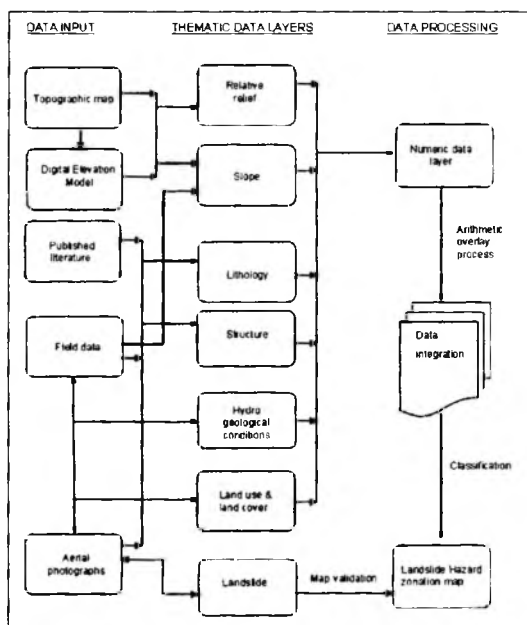 DATA INPUT
THEMATIC DATA LAYERS
DATA PROCESSING
Topographic map
Digital Elevation
Model
Published
literature
Field data
Aerial
photographs
Relative
relief
Slope
Lithology
Structure
Hydro
geological
conditions
Land use &
land cover
Landslide
Map validation
Numeric data
layer
Arithmetic
overlay
process
Data
integration
Classification
Landslide Hazard
zonation map